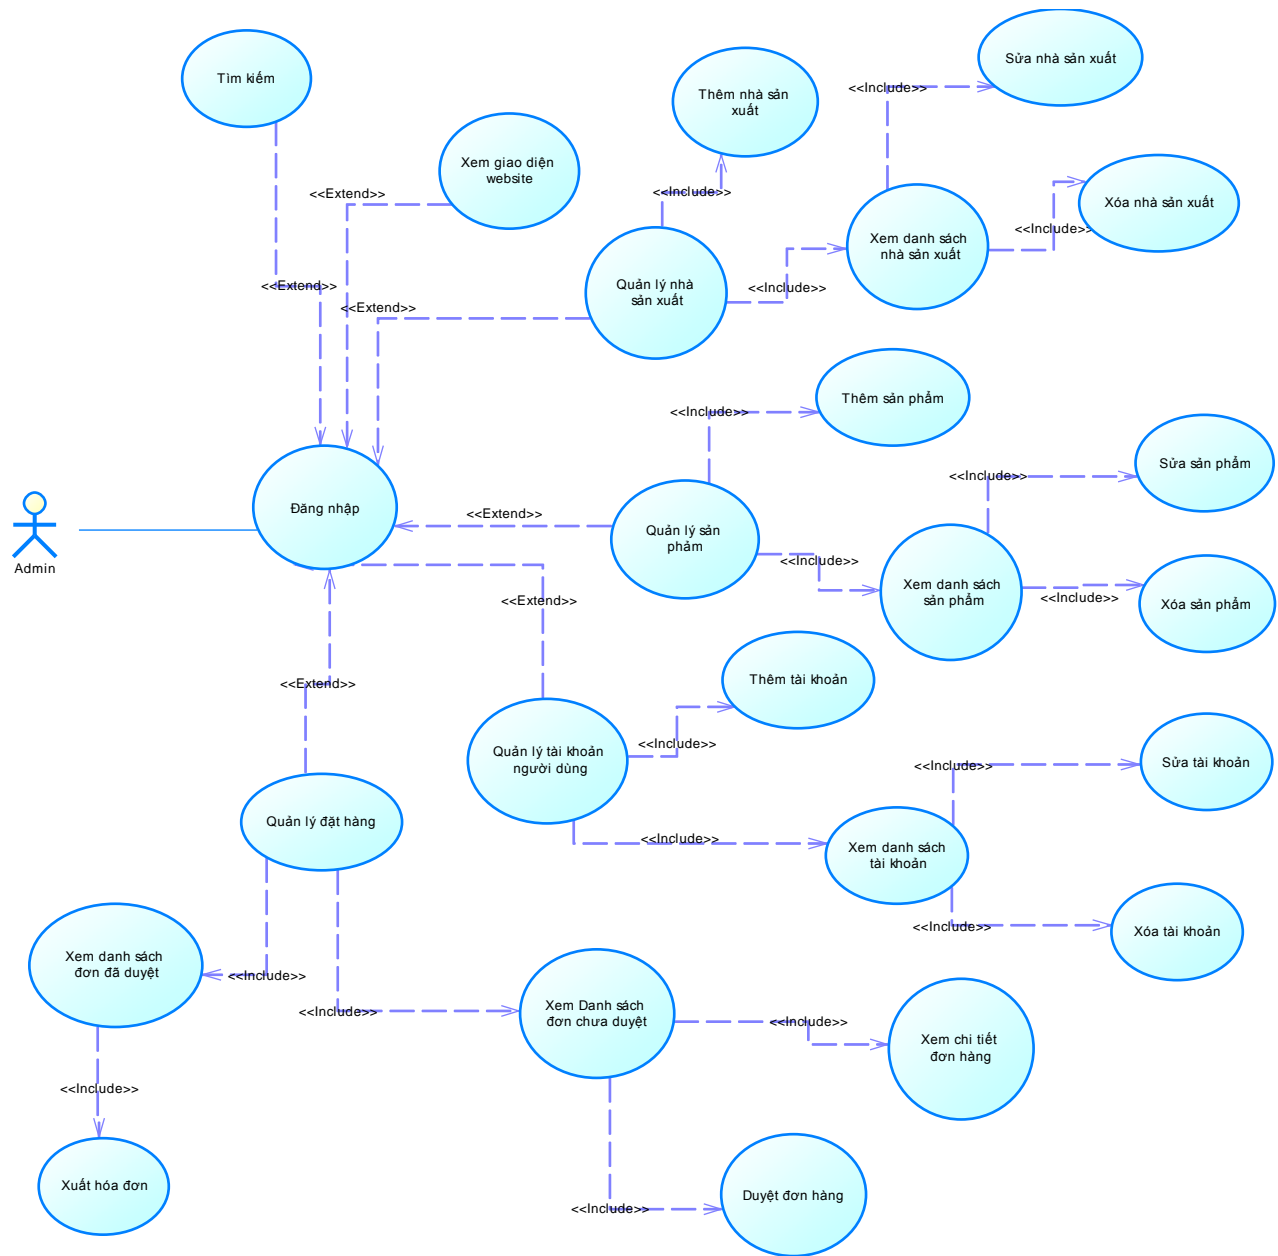 Sửa nhà sản xuất
Tìm kiếm
<<Include>>
Thêm nhà sản
xuất
Xem giao diện
website
<<Extend>>
<<Include>>
Xóa nhà sản xuất
<<Include>>
Xem danh sách
nhà sản xuất
<<Extend>>
Quản lý nhà
sản xuất
<<Include>>
<<Extend>>
Thêm sản phẩm
<<Include>>
Sửa sản phẩm
<<Include>>
Đăng nhập
<<Extend>>
Quản lý sản
phảm
<<Include>>
Admin
Xem danh sách
sản phẩm
<<Include>>
Xóa sản phẩm
<<Extend>>
Thêm tài khoản
<<Extend>>
<<Include>>
Quản lý tài khoản
người dùng
Sửa tài khoản
<<Include>>
Quản lý đặt hàng
<<Include>>
Xem danh sách
tài khoản
<<Include>>
Xóa tài khoản
Xem danh sách
đơn đã duyệt
<<Include>>
<<Include>>
Xem Danh sách
đơn chưa duyệt
<<Include>>
Xem chi tiết
đơn hàng
<<Include>>
Xuất hóa đơn
Duyệt đơn hàng
<<Include>>